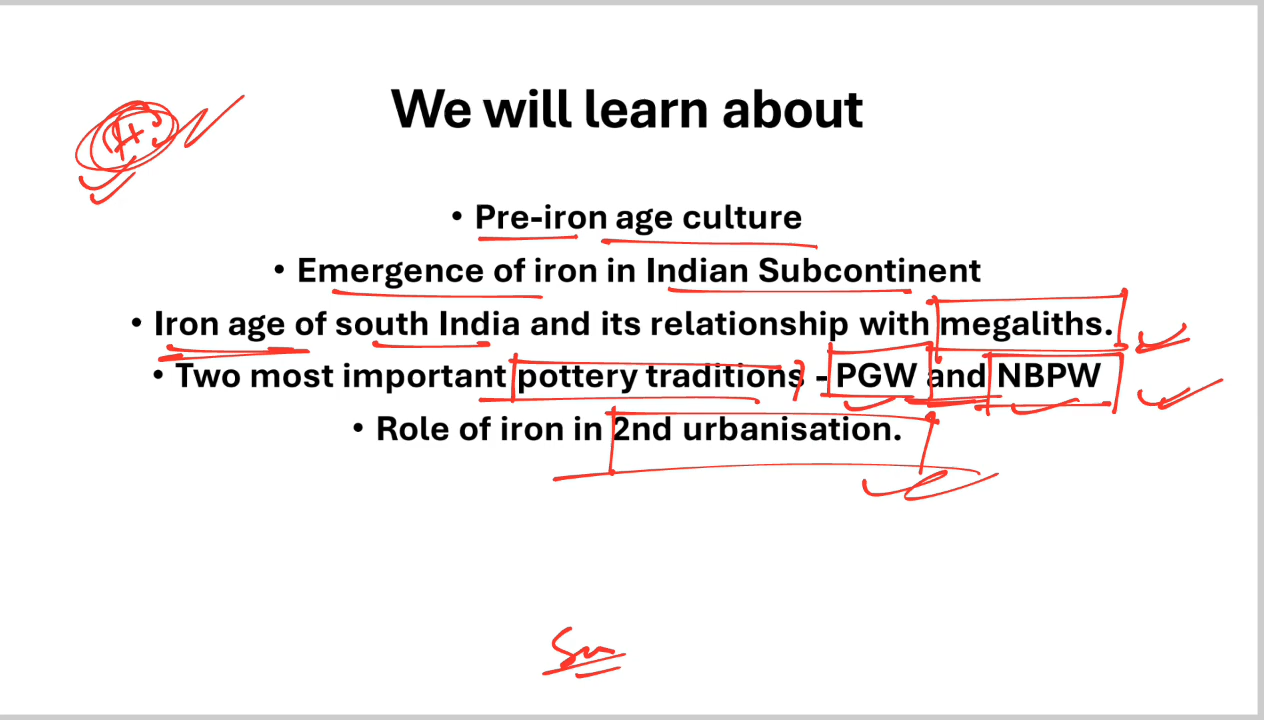 We will learn about
• Pre-iron age culture
• Emergence of iron in Indian Subcontinent
• Iron age of south India and its relationship with megaliths.
• Two most important pottery traditions - PGW and NBPW
• Role of iron in 2nd urbanisation.